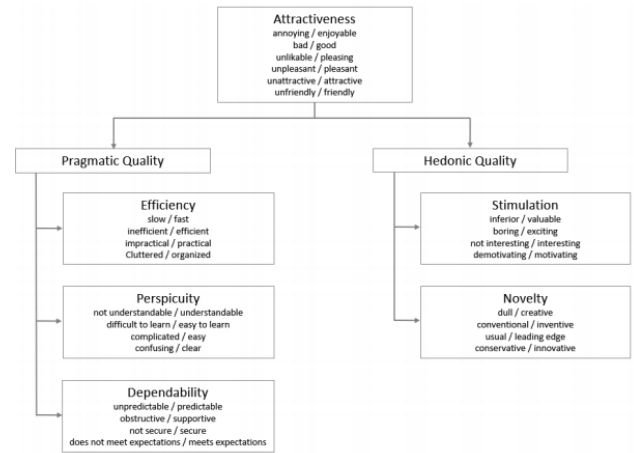 Attractiveness
annoying / enjoyable
bad / good
unlikable / pleasing
unpleasant / pleasant
unattractive / attractive
unfriendly / friendly
Pragmatic Quality
Hedonic Quality
Efficiency
slow / fast
inefficient / efficient
impractical / practical
Cluttered / organized
Stimulation
inferior / valuable
boring / exciting
not interesting / interesting
demotivating / motivating
Perspicuity
not understandable / understandable
difficult to learn / easy to learn
complicated / easy
confusing / clear
Novelty
dull / creative
conventional / inventive
usual / leading edge
conservative / innovative
Dependability
unpredictable / predictable
obstructive / supportive
not secure / secure
does not meet expectations / meets expectations